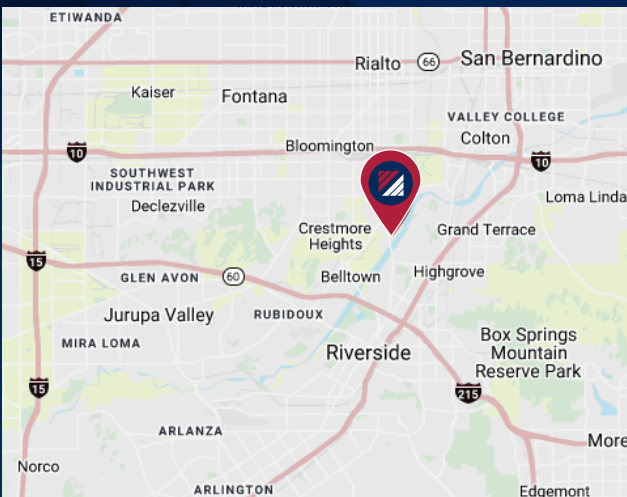 ETIWANDA
Rialto
66
San Bernardino
Kaiser
Fontana
VALLEY COLLEGE
Colton
Bloomington
10
10
SOUTHWEST
INDUSTRIAL PARK
Declezville
Loma Linda
Crestmore
Heights
Grand Terrace
15
GLEN AVON
60
Belltown
Highgrove
Jurupa Valley
RUBIDOUX
MIRA LOMA
Riverside
Box Springs
Mountain
Reserve Park
15
215
ARLANZA
More
Norco
ARLINGTON
Edgemont